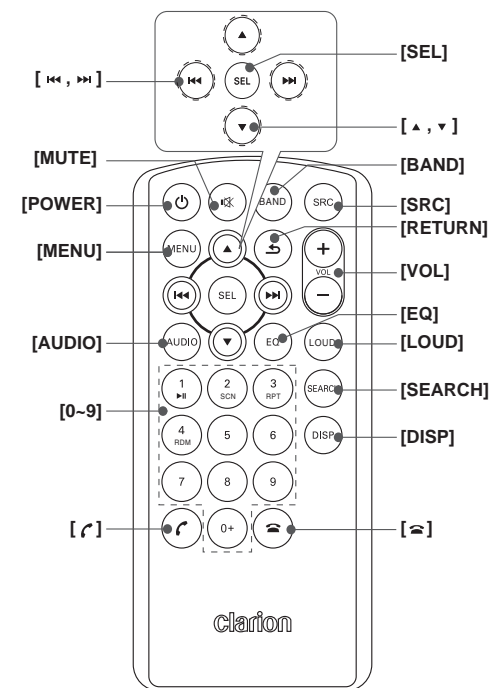 [SEL]
[ ⏮ , ⏭ ]
SEL
[ ▲ , ▼ ]
[MUTE]
[BAND]
[POWER]
BAND
SRC
[SRC]
[RETURN]
[MENU]
MENU
+
VOL
−
[VOL]
SEL
[EQ]
[AUDIO]
AUDIO
EQ
LOUD
[LOUD]
1
2
3
SCN
RPT
SEARCH
[SEARCH]
[0~9]
4
5
6
RDM
DISP
[DISP]
7
8
9
[ ]
0+
[ ]
clarion